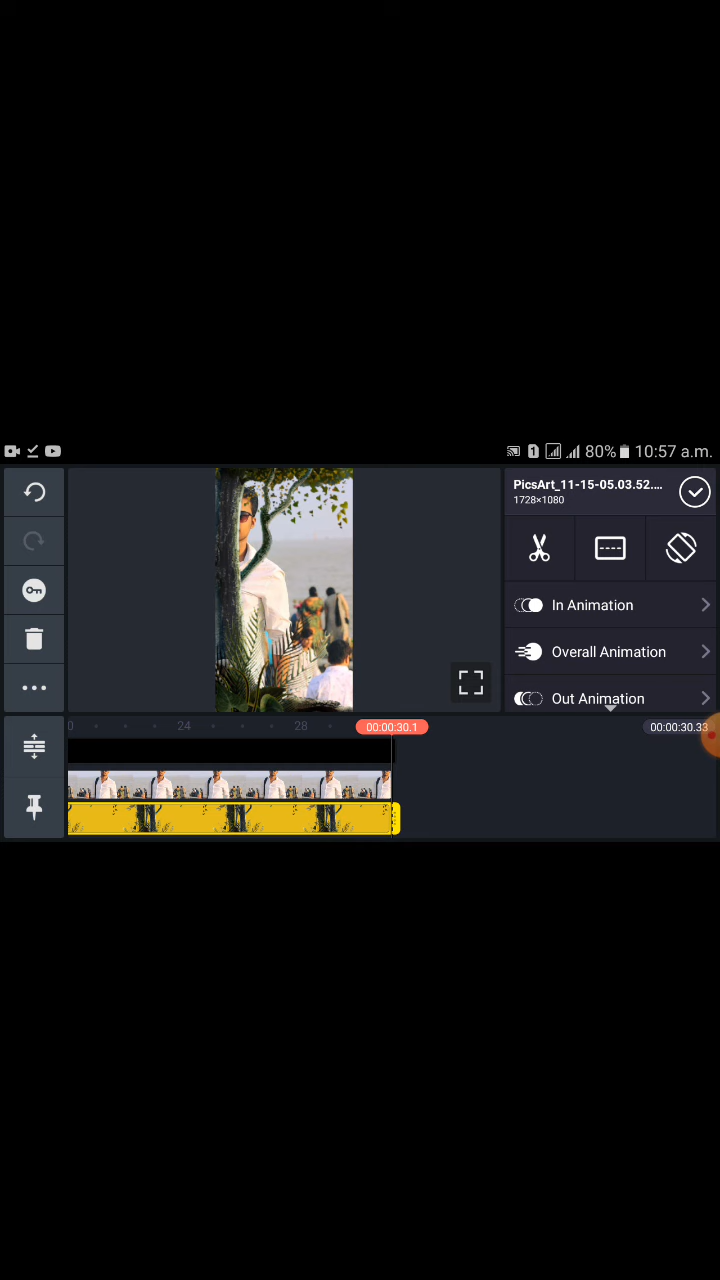 1 80% 10:57 a.m.
PicsArt_11-15-05.03.52....
1728×1080
In Animation
Overall Animation
Out Animation
0 24 28 00:00:30.1 00:00:30.33